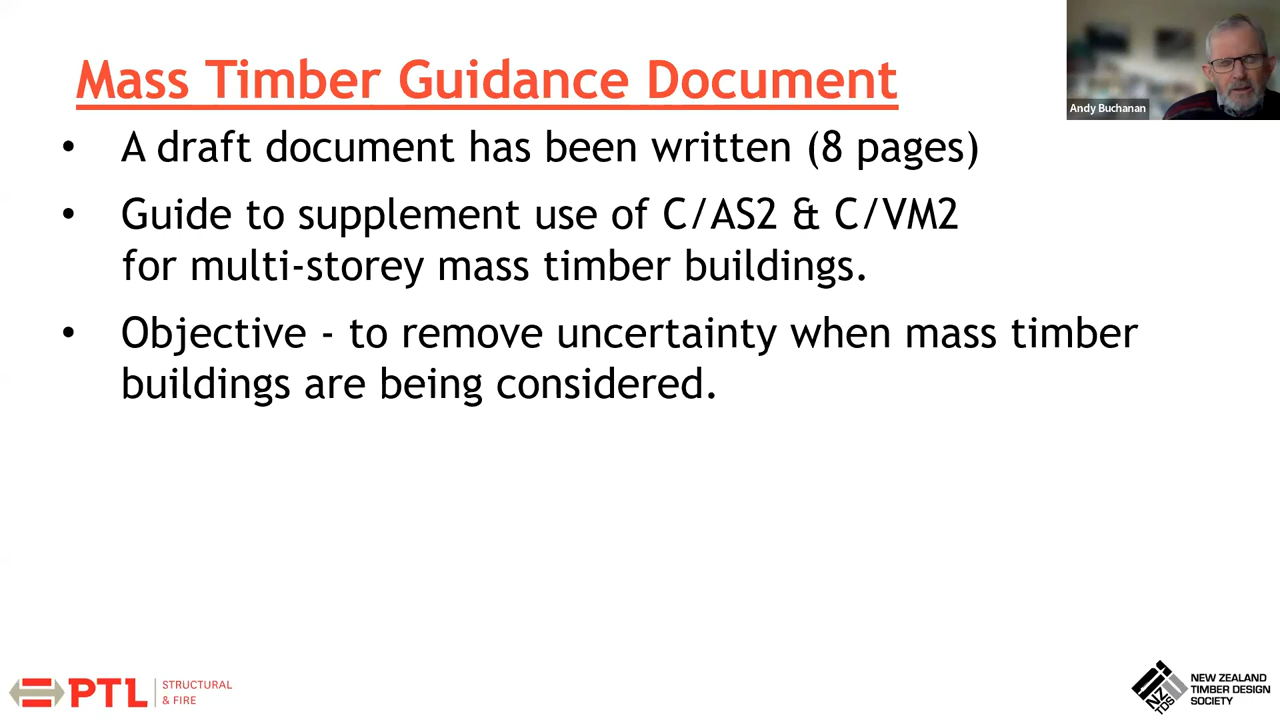 Mass Timber Guidance Document
Andy Buchanan
• A draft document has been written (8 pages)
• Guide to supplement use of C/AS2 & C/VM2
for multi-storey mass timber buildings.
• Objective - to remove uncertainty when mass timber
buildings are being considered.
PTL STRUCTURAL
& FIRE
NZ
TDS
NEW ZEALAND
TIMBER DESIGN
SOCIETY